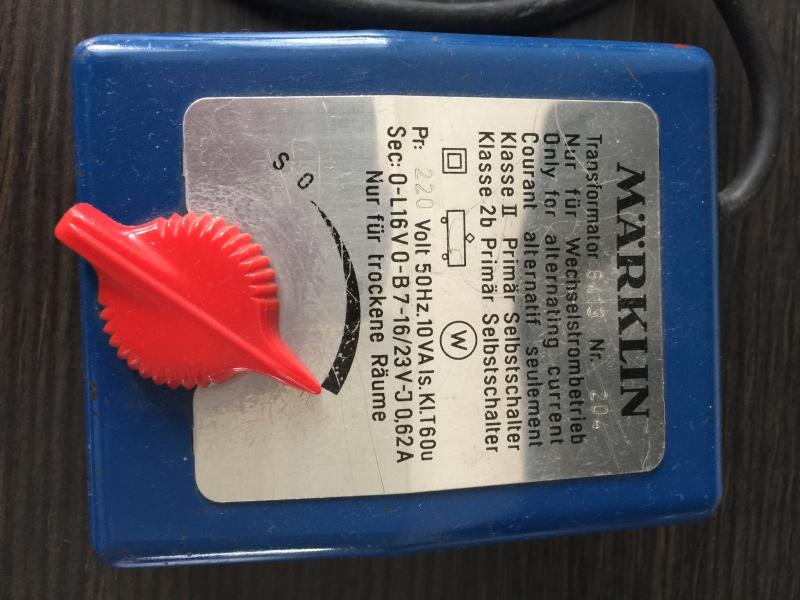 MÄRKLIN
Transformator Nr. 204
Nur für Wechselstrombetrieb
Only for alternating current
Courant alternatif seulement
Klasse II Primär Selbstschalter
Klasse 2b Primär Selbstschalter
W
Pr: 220 Volt 50Hz.10VA Is.Kl.T60u
Sec: 0-L16V 0-B7-16/23V-J 0,62A
Nur für trockene Räume
S 0